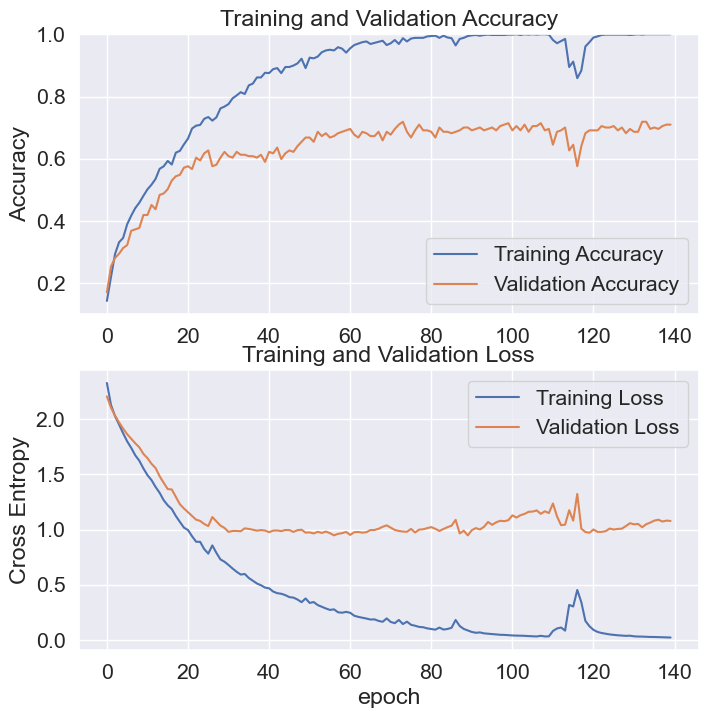 Training and Validation Accuracy
1.0
0.8
0.6
0.4
0.2
Accuracy
Training Accuracy
Validation Accuracy
0 20 40 60 80 100 120 140
Training and Validation Loss
2.0
1.5
1.0
0.5
0.0
Cross Entropy
Training Loss
Validation Loss
0 20 40 60 80 100 120 140
epoch